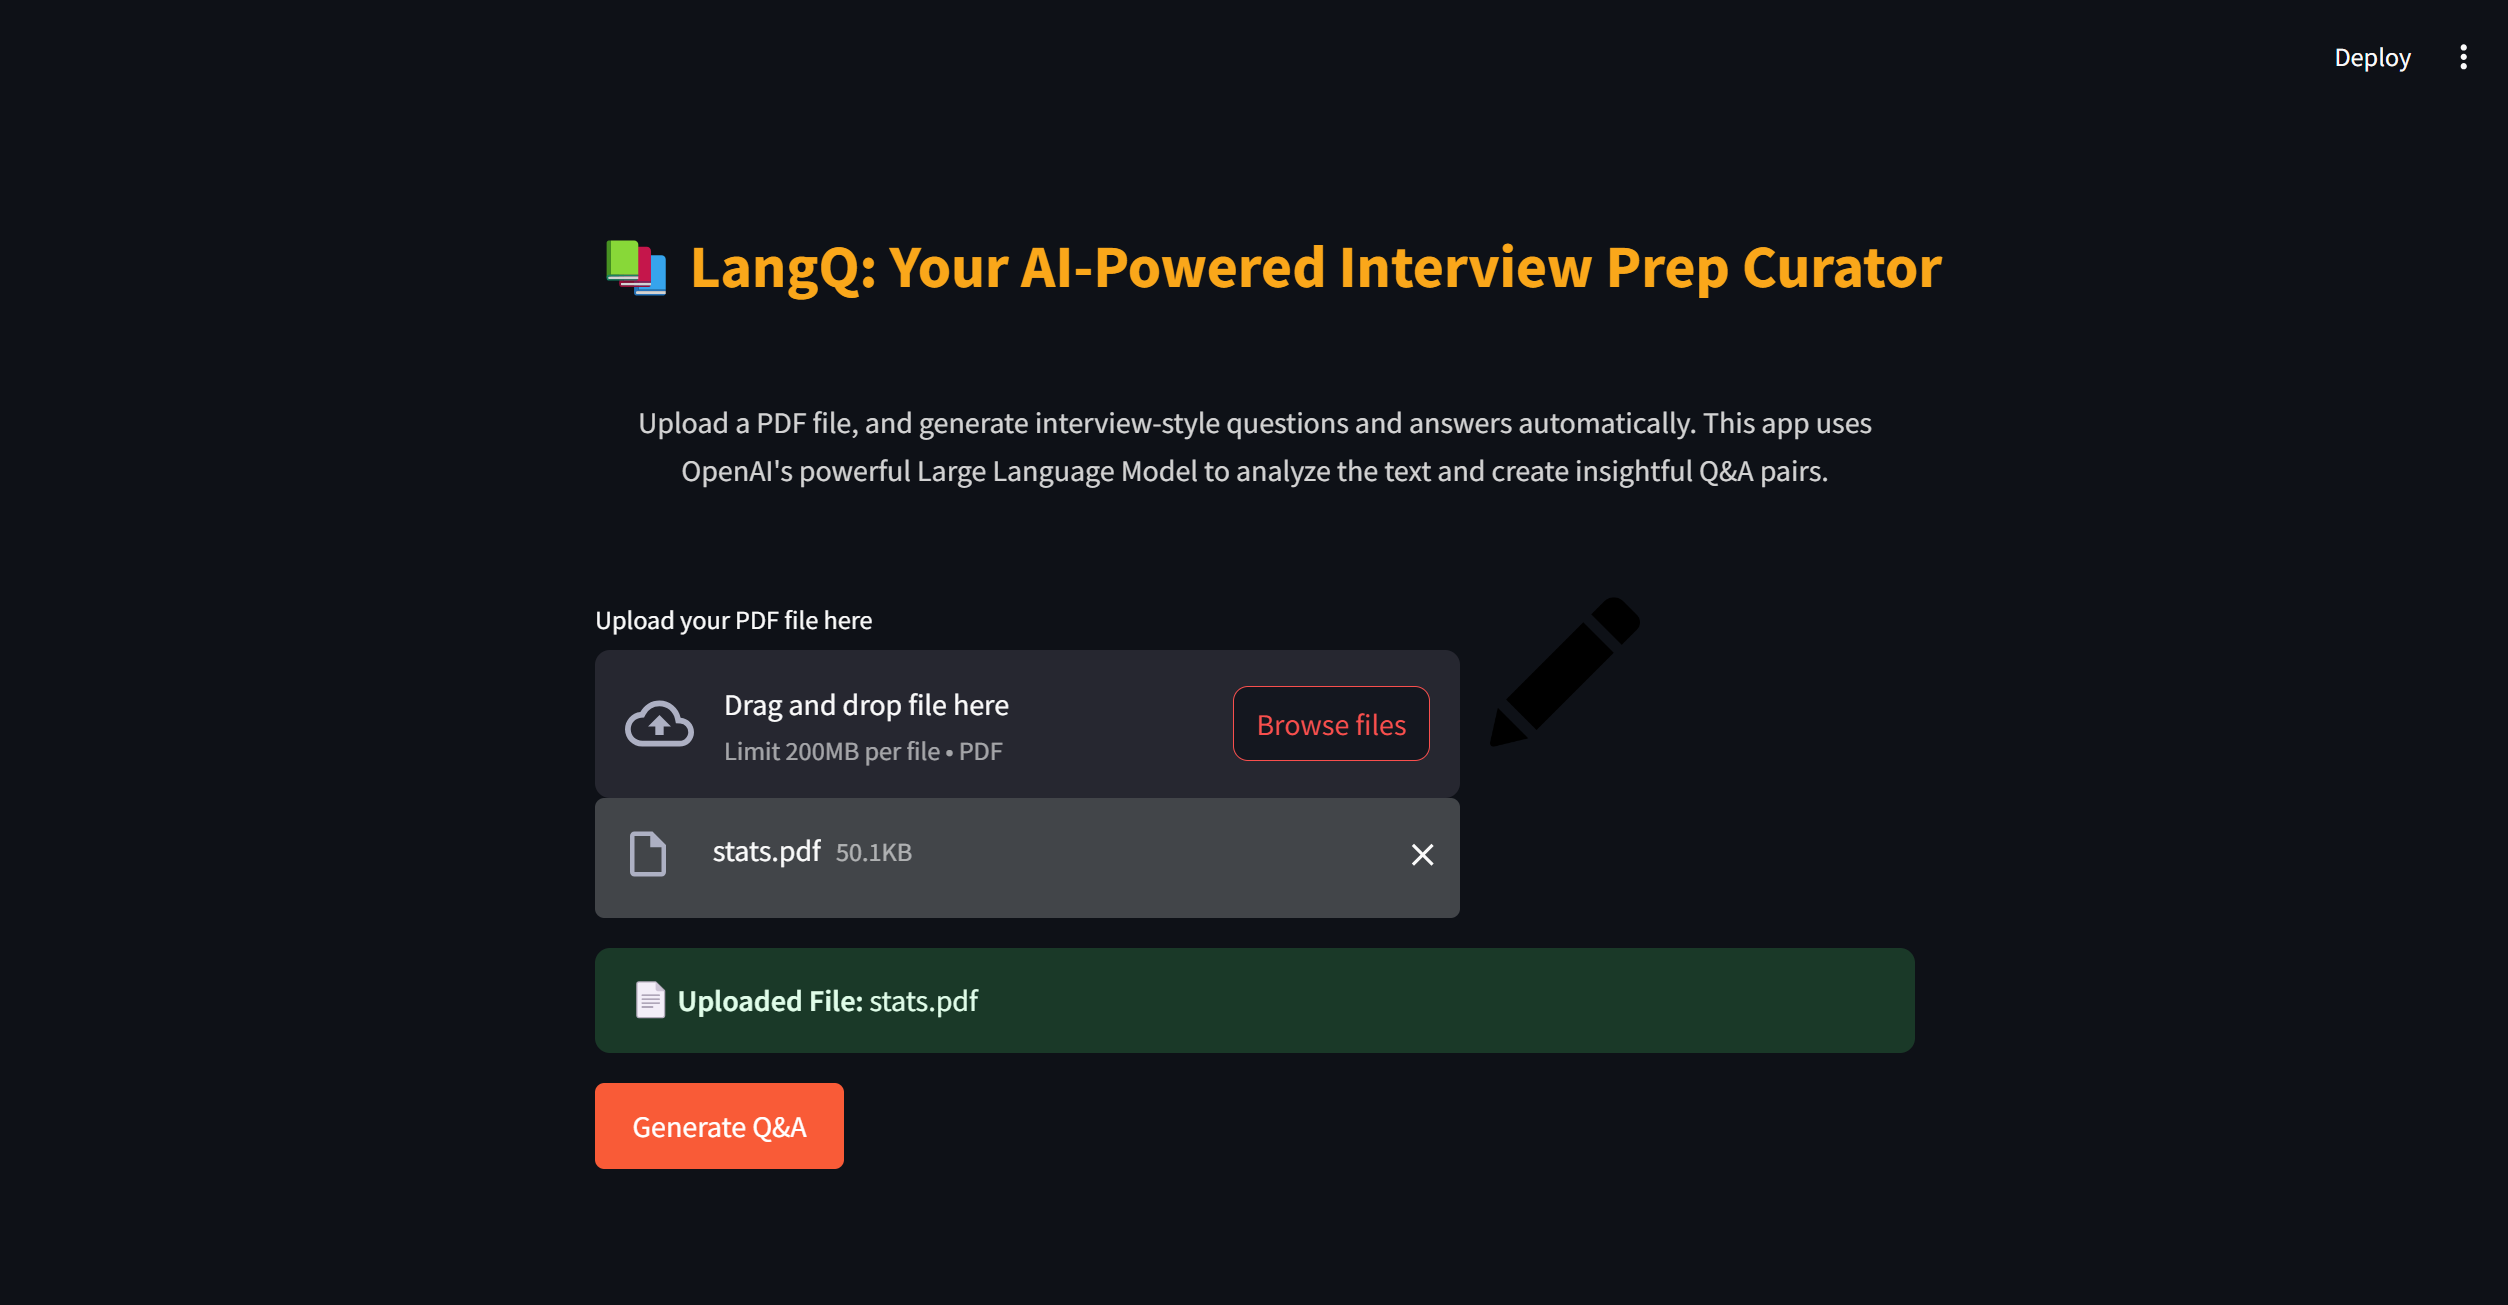 Deploy
LangQ: Your AI-Powered Interview Prep Curator
Upload a PDF file, and generate interview-style questions and answers automatically. This app uses
OpenAI's powerful Large Language Model to analyze the text and create insightful Q&A pairs.
Upload your PDF file here
Drag and drop file here
Limit 200MB per file • PDF
Browse files
stats.pdf 50.1KB
Uploaded File: stats.pdf
Generate Q&A